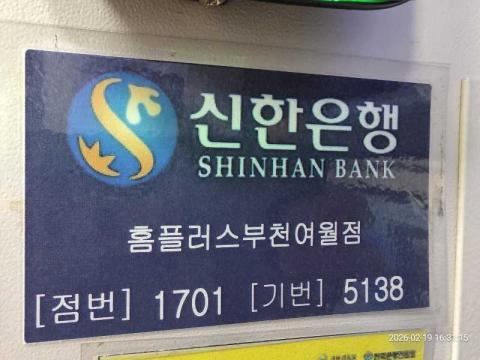 신한은행
SHINHAN BANK
홈플러스부천여월점
[점번] 1701 [기번] 5138
2026-02-19 16:31:15